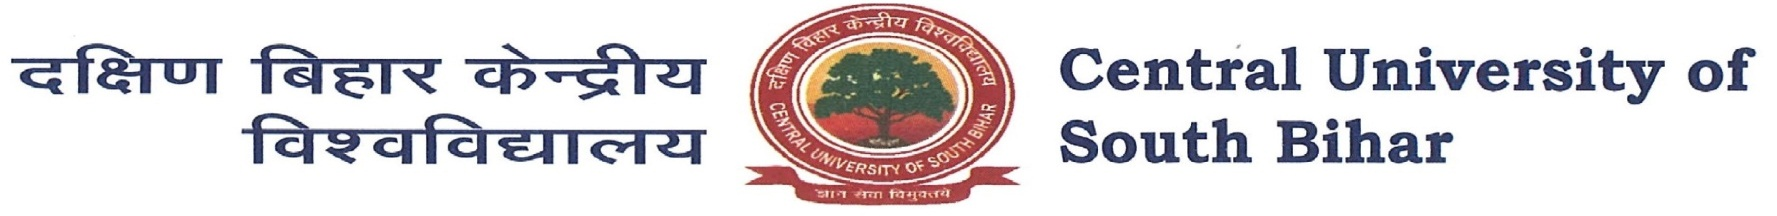 दक्षिण बिहार केन्द्रीय
विश्वविद्यालय
दक्षिण बिहार केन्द्रीय विश्वविद्यालय
CENTRAL UNIVERSITY OF SOUTH BIHAR
ज्ञान सेवा विमुक्तये
Central University of
South Bihar